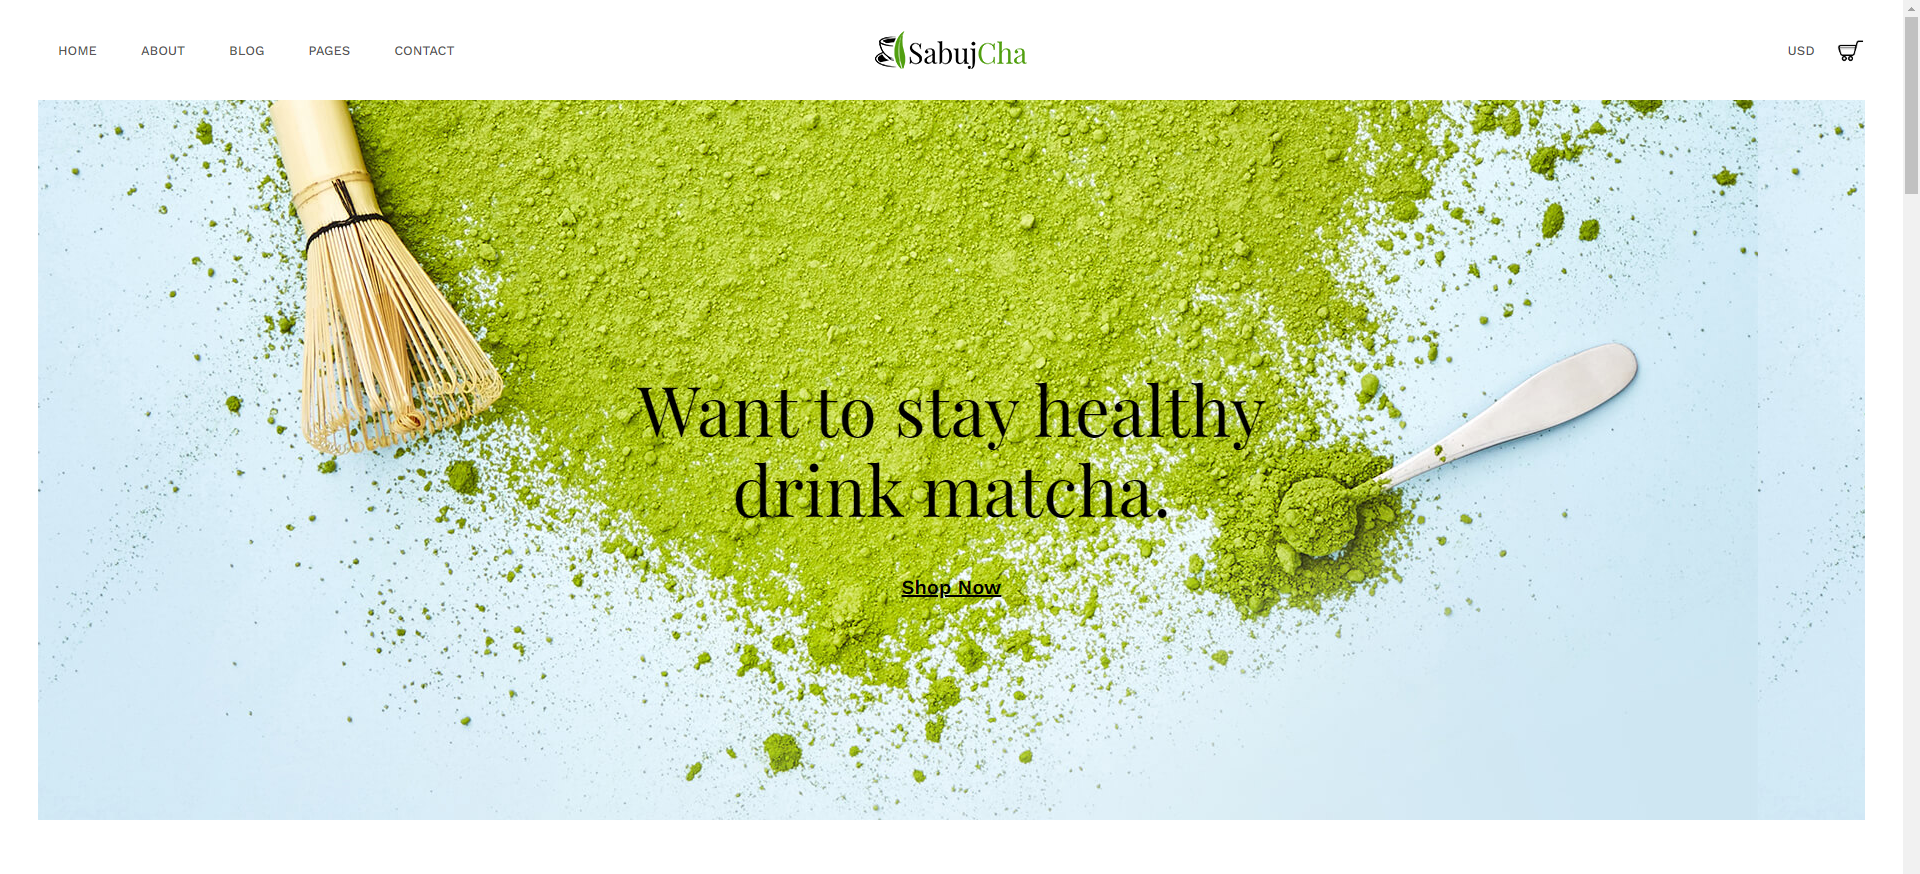 HOME
ABOUT
BLOG
PAGES
CONTACT
SabujCha
USD
Want to stay healthy
drink matcha.
Shop Now